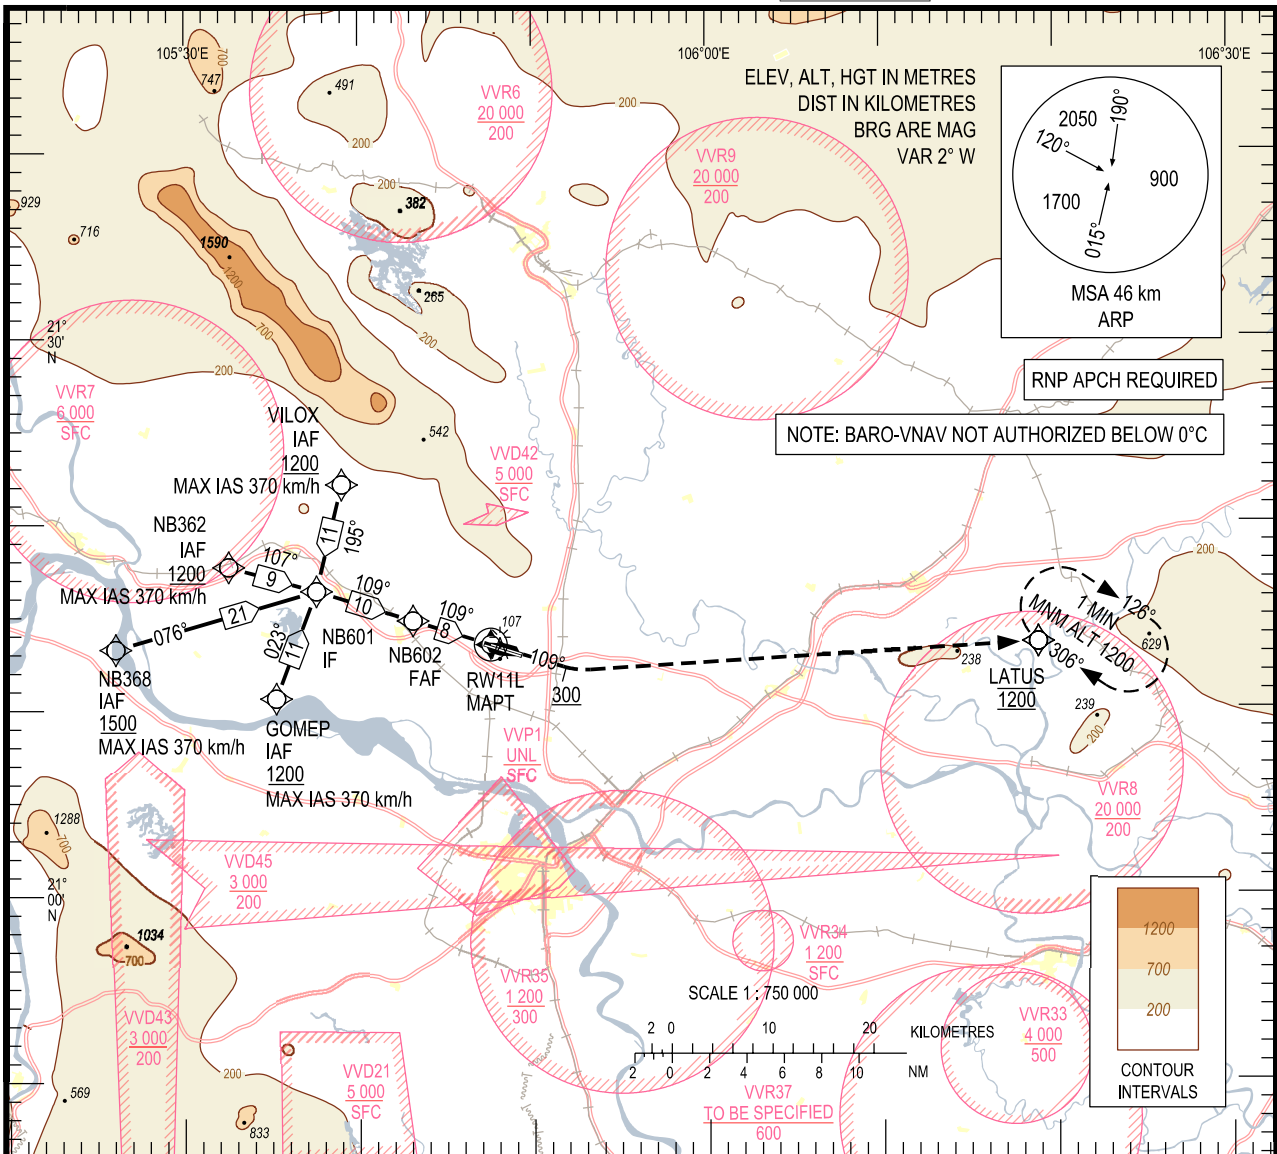 105°30'E
106°00'E
106°30'E
700
747
491
200
VVR6
20 000
200
200
ELEV, ALT, HGT IN METRES
DIST IN KILOMETRES
BRG ARE MAG
VAR 2° W
2050
190°
120°
900
1700
015°
MSA 46 km
ARP
VVR9
20 000
200
929
716
200
382
1590
1200
265
200
700
21°
30'
N
200
RNP APCH REQUIRED
NOTE: BARO-VNAV NOT AUTHORIZED BELOW 0°C
VVR7
6 000
SFC
542
VILOX
IAF
1200
MAX IAS 370 km/h
VVD42
5 000
SFC
NB362
IAF
1200
MAX IAS 370 km/h
11
195°
107°
9
109°
10
109°
8
107
076°
21
023°
11
NB601
IF
NB602
FAF
RW11L
MAPT
109°
300
NB368
IAF
1500
MAX IAS 370 km/h
GOMEP
IAF
1200
MAX IAS 370 km/h
200
126°
1 MIN
MNM ALT 1200
629
306°
238
LATUS
1200
239
200
VVP1
UNL
SFC
VVR8
20 000
200
1288
700
VVD45
3 000
200
21°
00'
N
1034
700
VVR34
1 200
SFC
VVR35
1 200
300
SCALE 1 : 750 000
2 0 10 20 KILOMETRES
2 0 2 4 6 8 10 NM
VVR33
4 000
500
1200
700
200
CONTOUR
INTERVALS
VVD43
3 000
200
200
569
833
VVD21
5 000
SFC
VVR37
TO BE SPECIFIED
600